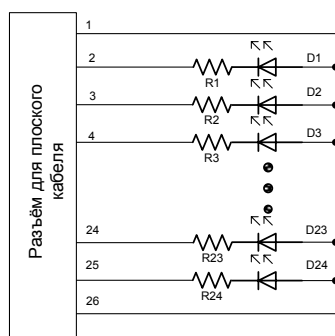 Разъём для плоского
кабеля
1
2
R1
D1
3
R2
D2
4
R3
D3
24
R23
D23
25
R24
D24
26